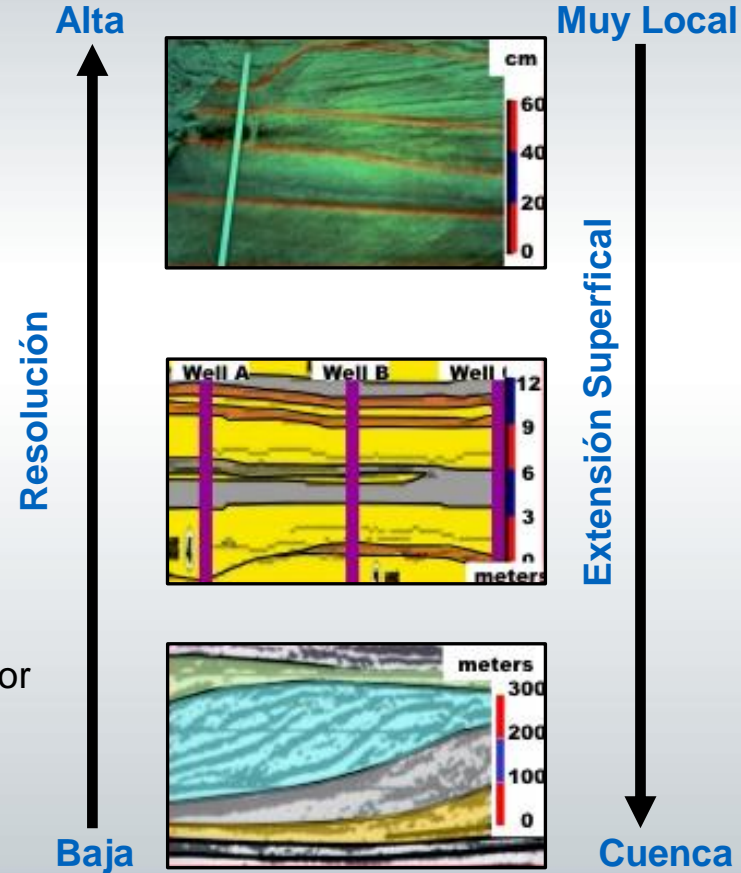 Alta
Muy Local
cm
60
40
20
0
Resolución
Extensión Superfical
Well A
Well B
Well
12
9
6
3
meters
or
meters
300
200
100
0
Baja
Cuenca